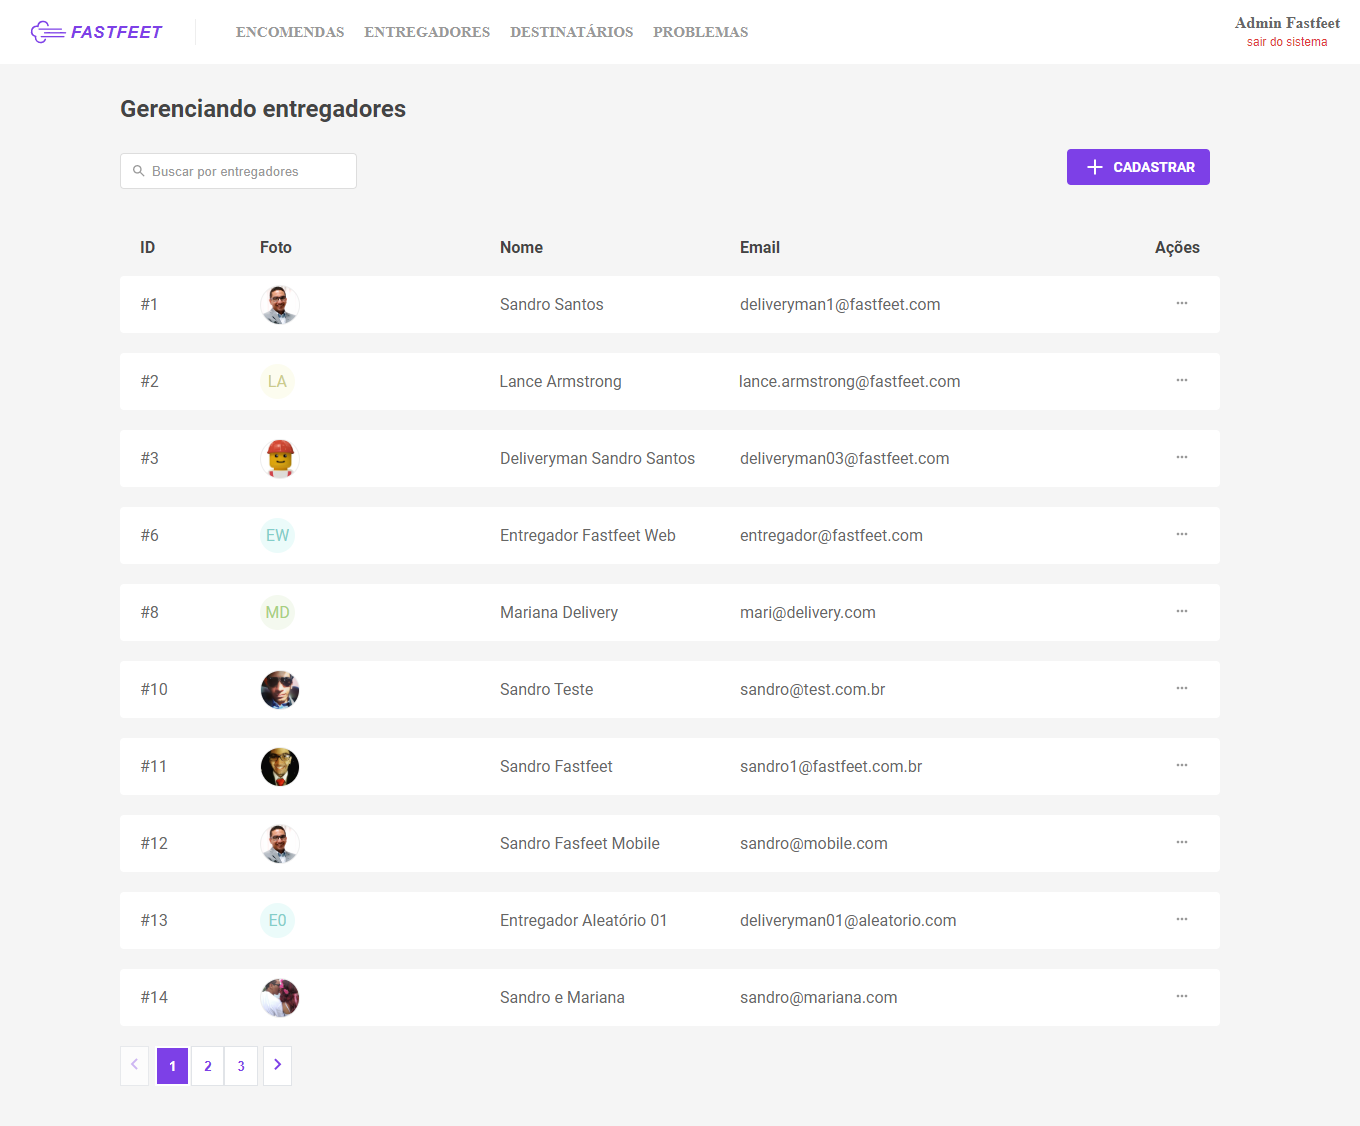 FASTFEET
ENCOMENDAS ENTREGADORES DESTINATÁRIOS PROBLEMAS
Admin Fastfeet
sair do sistema
Gerenciando entregadores
Buscar por entregadores
CADASTRAR
ID Foto Nome Email Ações
#1 Sandro Santos deliveryman1@fastfeet.com
#2 LA Lance Armstrong lance.armstrong@fastfeet.com
#3 Deliveryman Sandro Santos deliveryman03@fastfeet.com
#6 EW Entregador Fastfeet Web entregador@fastfeet.com
#8 MD Mariana Delivery mari@delivery.com
#10 Sandro Teste sandro@test.com.br
#11 Sandro Fastfeet sandro1@fastfeet.com.br
#12 Sandro Fasfeet Mobile sandro@mobile.com
#13 E0 Entregador Aleatório 01 deliveryman01@aleatorio.com
#14 Sandro e Mariana sandro@mariana.com
1 2 3